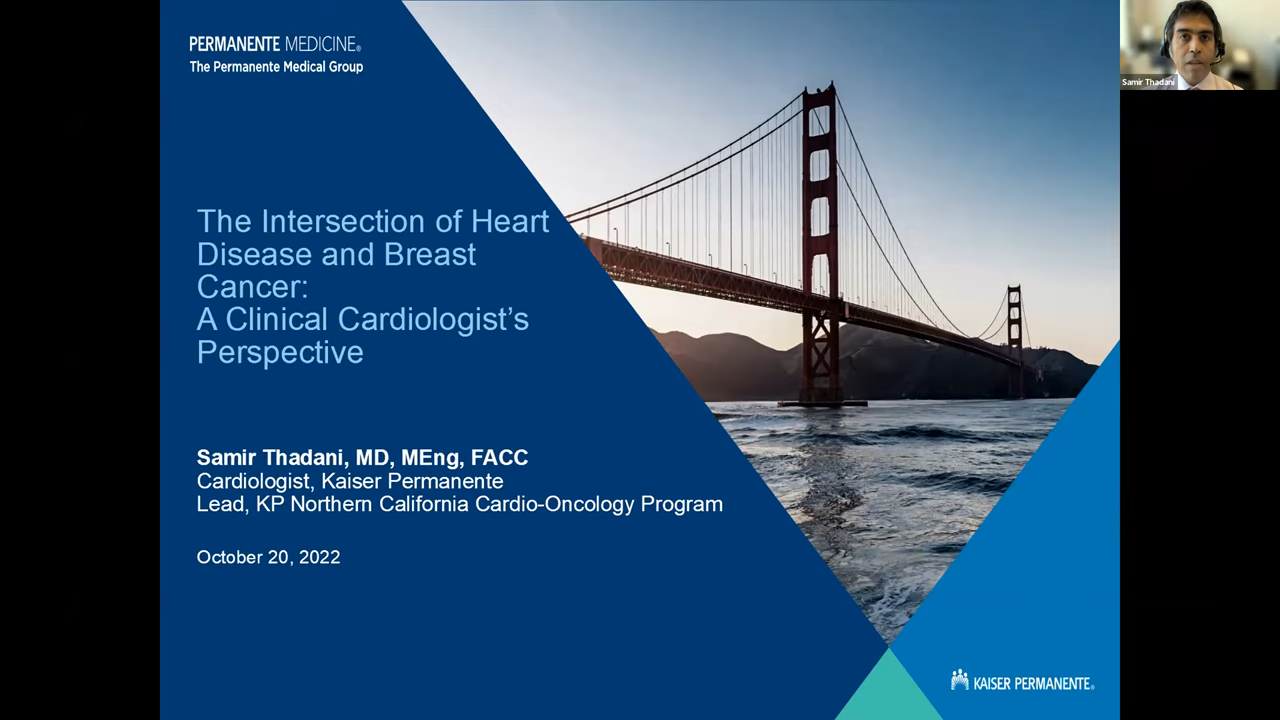 PERMANENTE MEDICINE®
The Permanente Medical Group
Samir Thadani
The Intersection of Heart
Disease and Breast
Cancer:
A Clinical Cardiologist’s
Perspective
Samir Thadani, MD, MEng, FACC
Cardiologist, Kaiser Permanente
Lead, KP Northern California Cardio-Oncology Program
October 20, 2022
KAISER PERMANENTE®